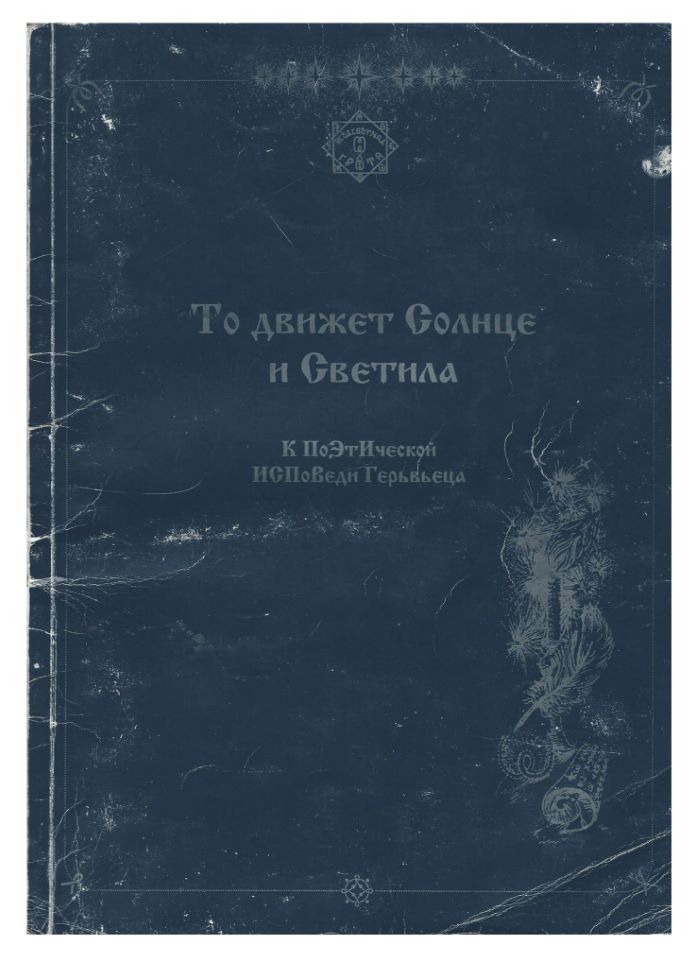 То движет Солнце
и Светила
К ПоЭтИческой
ИСПоВеди Герьвьеца